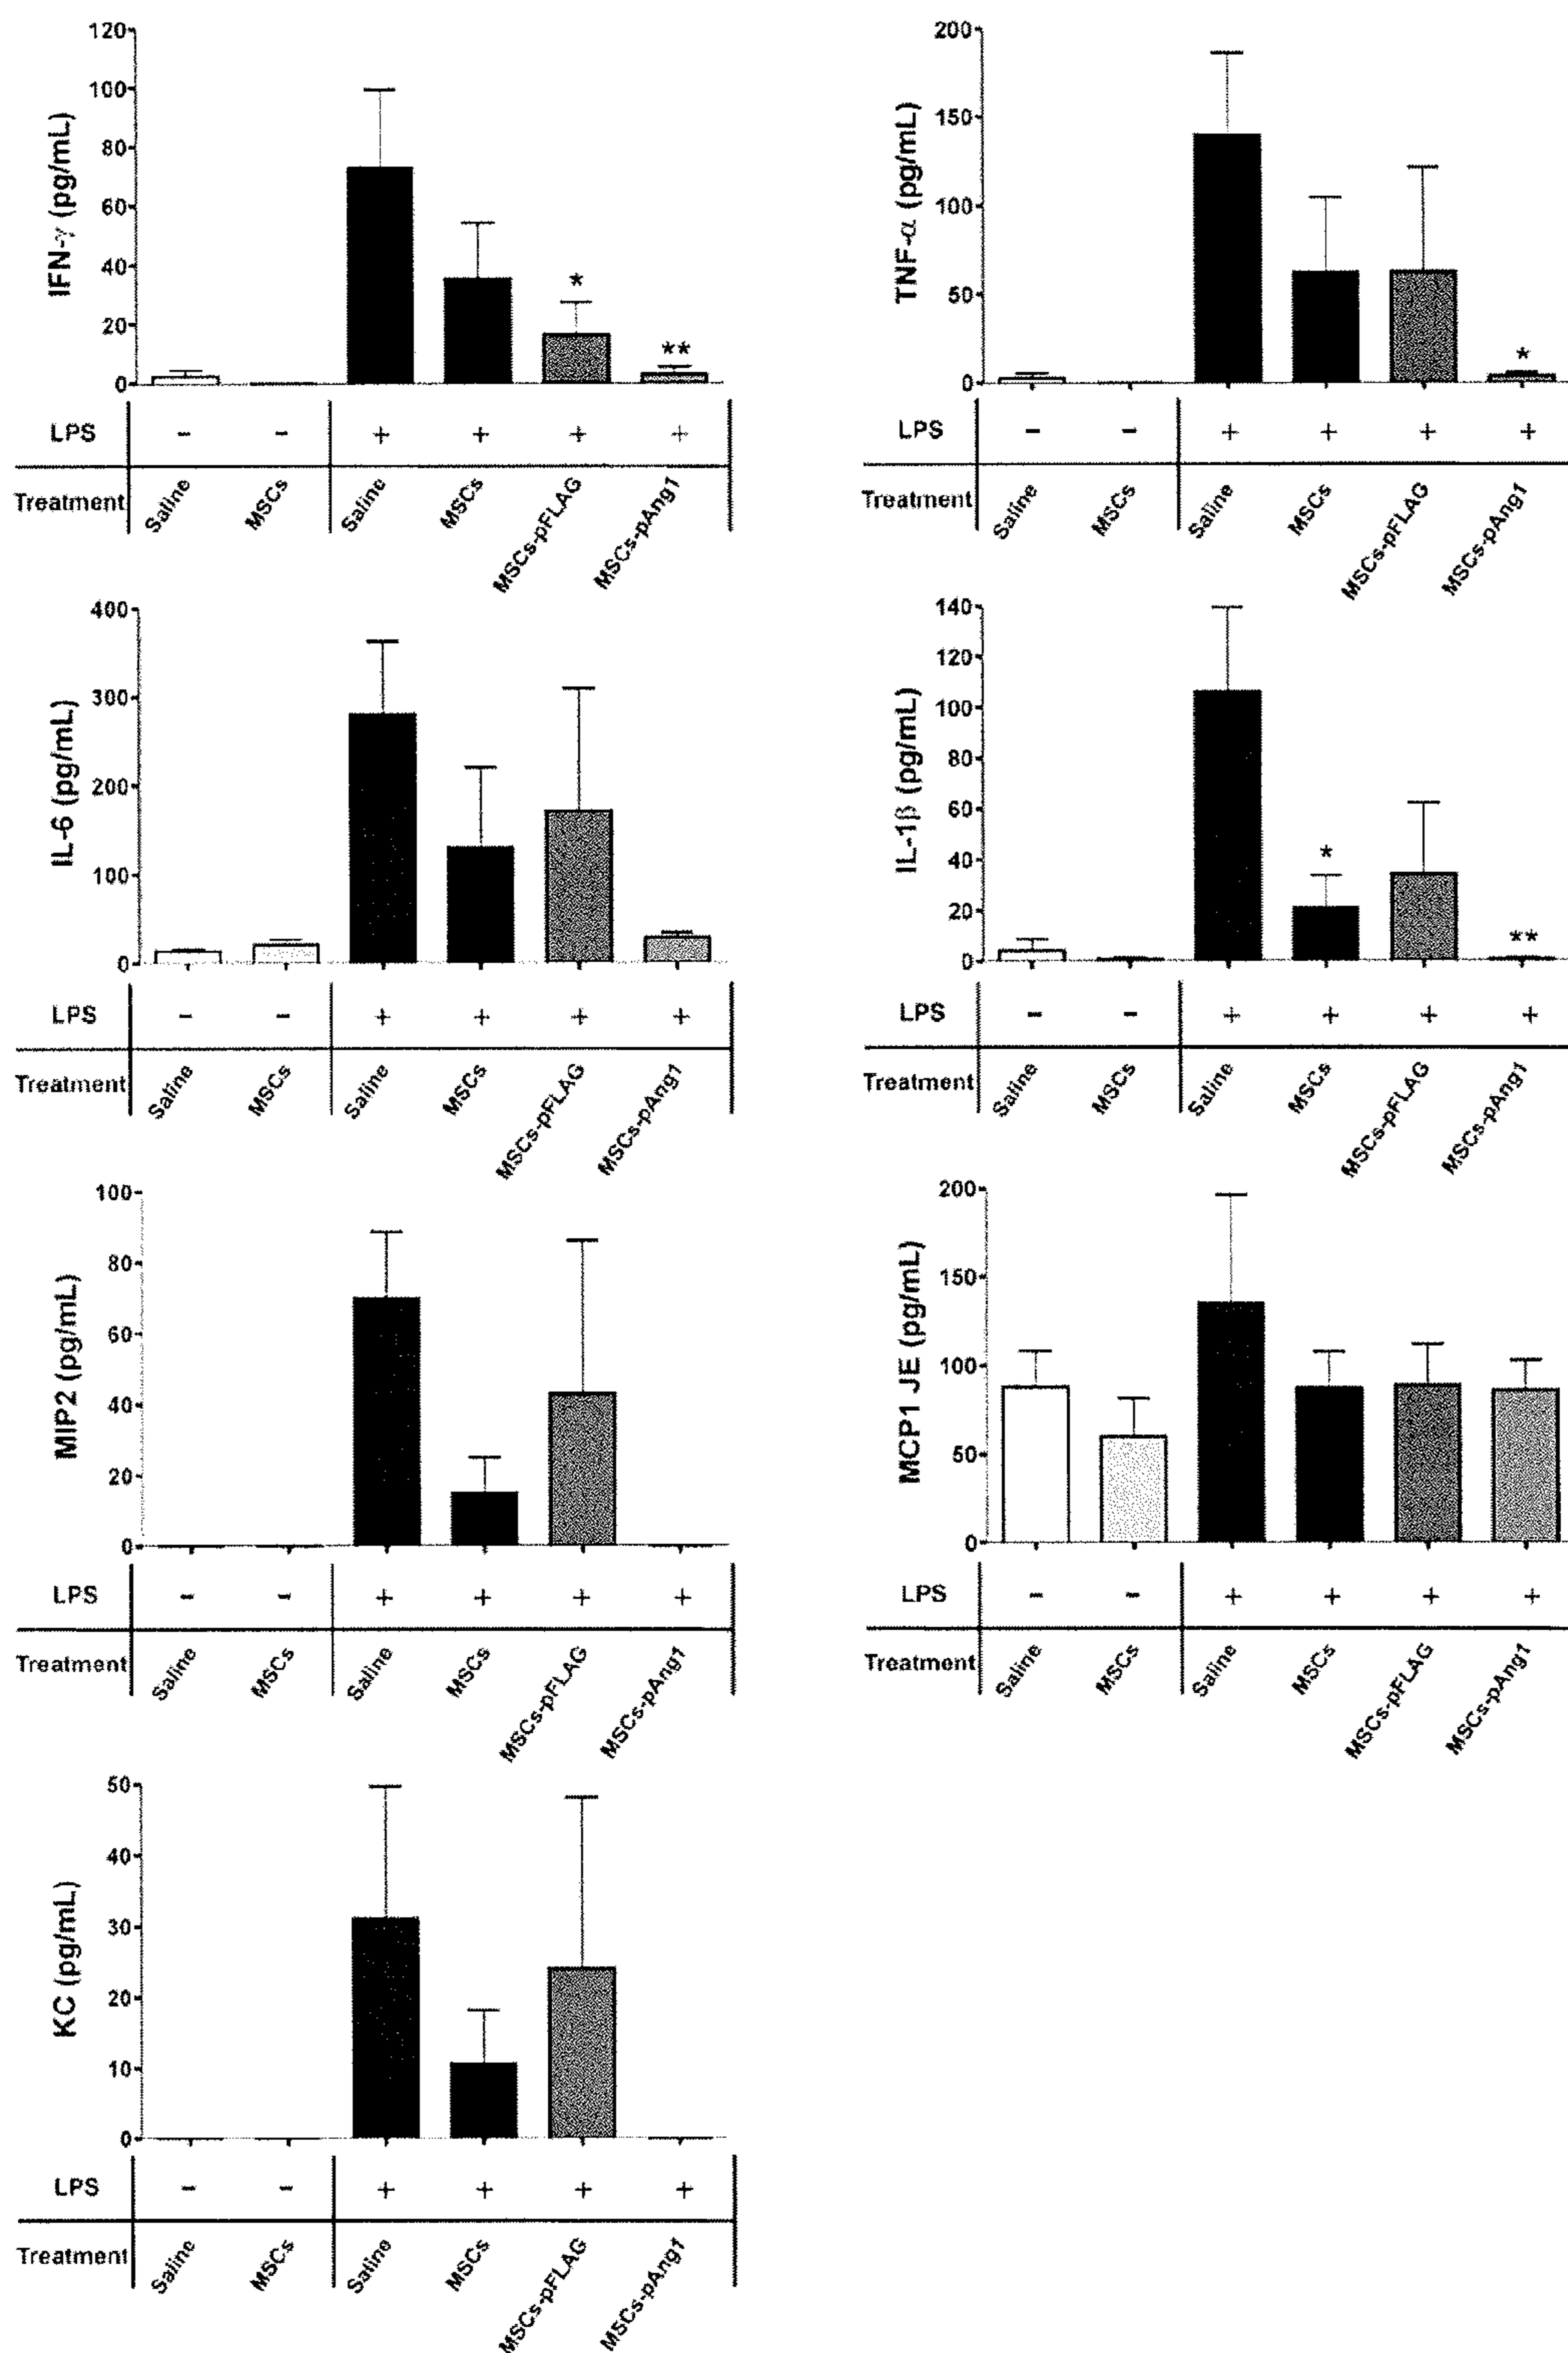 IFN-γ (pg/mL)
120
100
80
60
40
20
0
*
**
LPS - - + + + +
Treatment Saline MSCs Saline MSCs MSCs-pFLAG MSCs-pAng1
TNF-α (pg/mL)
200
150
100
50
0
*
LPS - - + + + +
Treatment Saline MSCs Saline MSCs MSCs-pFLAG MSCs-pAng1
IL-6 (pg/mL)
400
300
200
100
0
LPS - - + + + +
Treatment Saline MSCs Saline MSCs MSCs-pFLAG MSCs-pAng1
IL-1β (pg/mL)
140
120
100
80
60
40
20
0
*
**
LPS - - + + + +
Treatment Saline MSCs Saline MSCs MSCs-pFLAG MSCs-pAng1
MIP2 (pg/mL)
100
80
60
40
20
0
LPS - - + + + +
Treatment Saline MSCs Saline MSCs MSCs-pFLAG MSCs-pAng1
MCP1 JE (pg/mL)
200
150
100
50
0
LPS - - + + + +
Treatment Saline MSCs Saline MSCs MSCs-pFLAG MSCs-pAng1
KC (pg/mL)
50
40
30
20
10
0
LPS - - + + + +
Treatment Saline MSCs Saline MSCs MSCs-pFLAG MSCs-pAng1